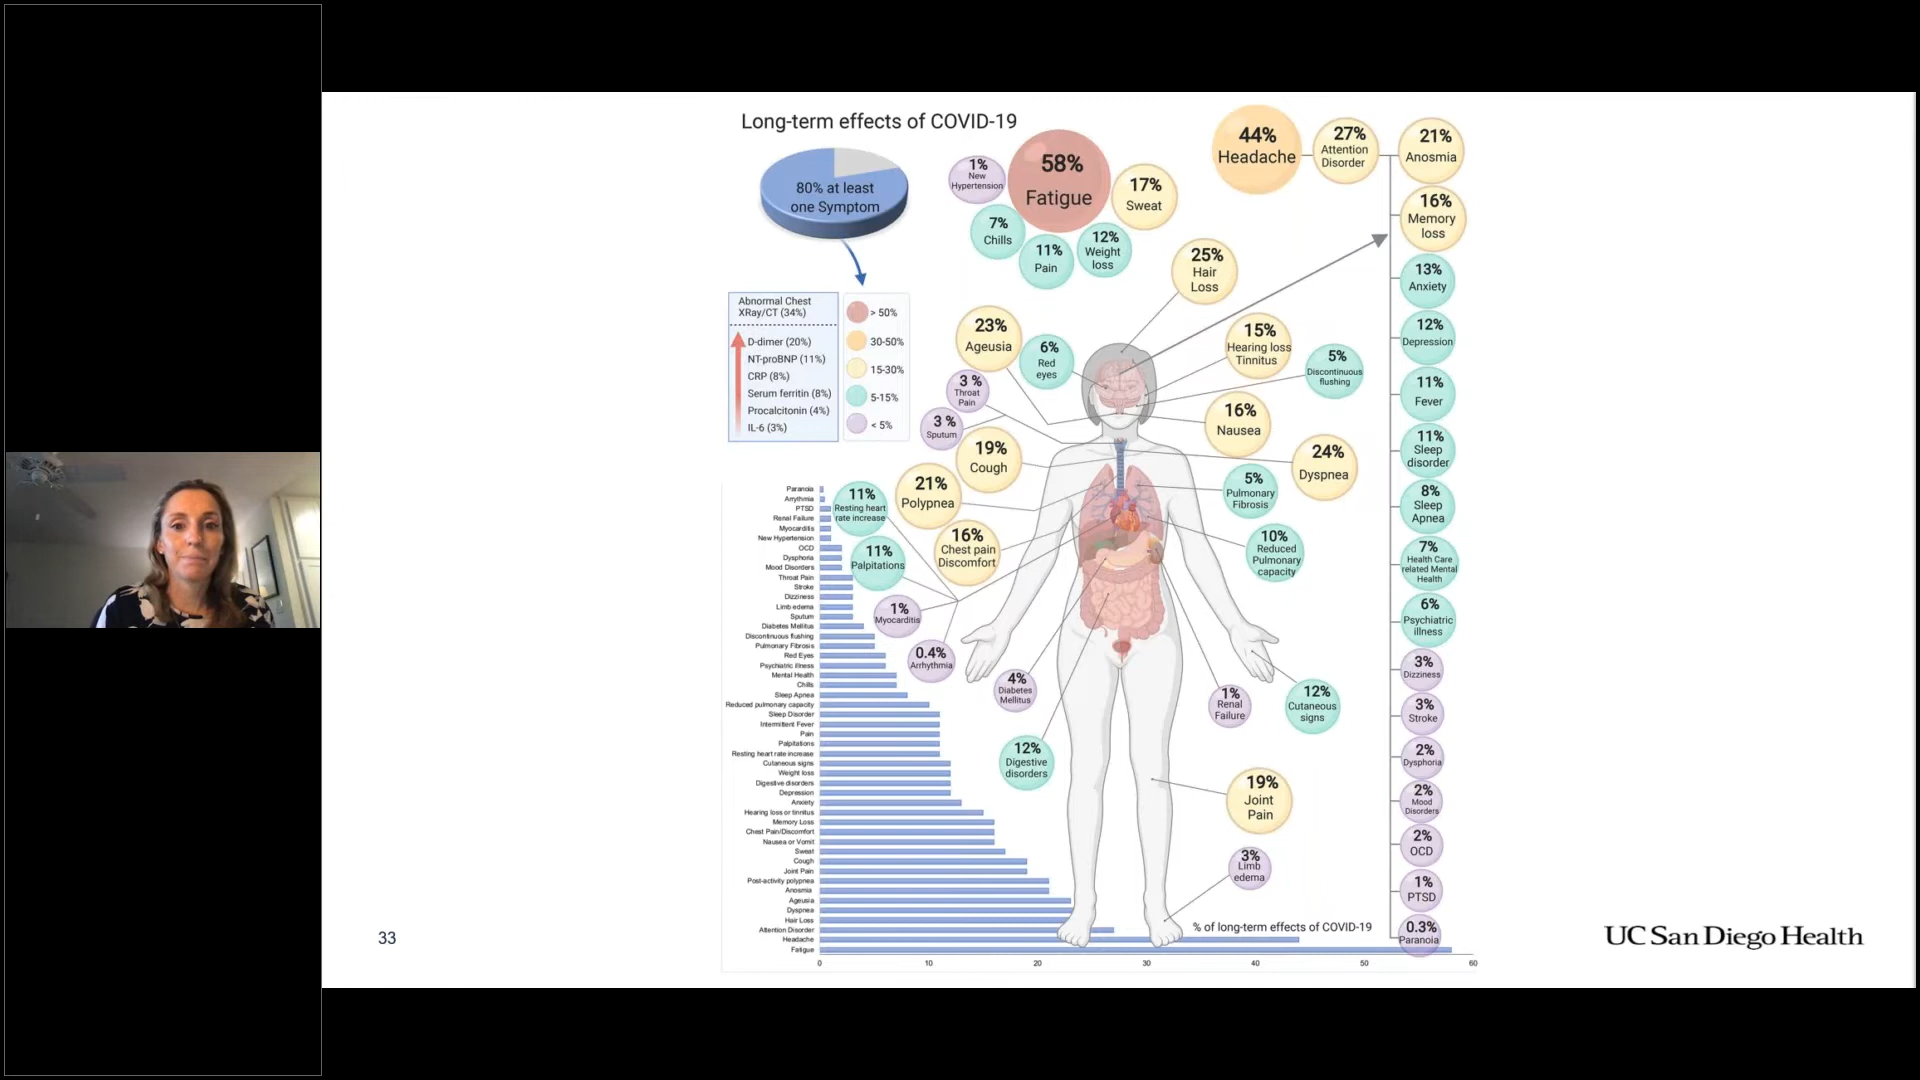 Long-term effects of COVID-19
80% at least
one Symptom
1%
New
Hypertension
58%
Fatigue
17%
Sweat
7%
Chills
11%
Pain
12%
Weight
loss
44%
Headache
27%
Attention
Disorder
21%
Anosmia
16%
Memory
loss
13%
Anxiety
12%
Depression
11%
Fever
11%
Sleep
disorder
8%
Sleep
Apnea
7%
Health Care
related Mental
Health
6%
Psychiatric
illness
3%
Dizziness
3%
Stroke
2%
Dysphoria
2%
Mood
Disorders
2%
OCD
1%
PTSD
0.3%
Paranoia
Abnormal Chest
XRay/CT (34%)
D-dimer (20%)
NT-proBNP (11%)
CRP (8%)
Serum ferritin (8%)
Procalcitonin (4%)
IL-6 (3%)
> 50%
30-50%
15-30%
5-15%
< 5%
25%
Hair
Loss
23%
Ageusia
6%
Red
eyes
15%
Hearing loss
Tinnitus
5%
Discontinuous
flushing
3 %
Throat
Pain
3 %
Sputum
16%
Nausea
19%
Cough
24%
Dyspnea
21%
Polypnea
5%
Pulmonary
Fibrosis
11%
Resting heart
rate increase
16%
Chest pain
Discomfort
10%
Reduced
Pulmonary
capacity
11%
Palpitations
1%
Myocarditis
0.4%
Arrhythmia
4%
Diabetes
Mellitus
1%
Renal
Failure
12%
Cutaneous
signs
12%
Digestive
disorders
19%
Joint
Pain
3%
Limb
edema
Paranoia
Arrythmia
PTSD
Renal Failure
Myocarditis
New Hypertension
OCD
Dysphoria
Mood Disorders
Throat Pain
Stroke
Dizziness
Limb edema
Sputum
Diabetes Mellitus
Discontinuous flushing
Pulmonary Fibrosis
Red Eyes
Psychiatric illness
Mental Health
Chills
Sleep Apnea
Reduced pulmonary capacity
Sleep Disorder
Intermittent Fever
Pain
Palpitations
Resting heart rate increase
Cutaneous signs
Weight loss
Digestive disorders
Depression
Anxiety
Hearing loss or tinnitus
Memory Loss
Chest Pain/Discomfort
Nausea or Vomit
Sweat
Cough
Joint Pain
Post-activity polypnea
Anosmia
Ageusia
Dyspnea
Hair Loss
Attention Disorder
Headache
Fatigue
0 10 20 30 40 50 60
% of long-term effects of COVID-19
33
UC San Diego Health